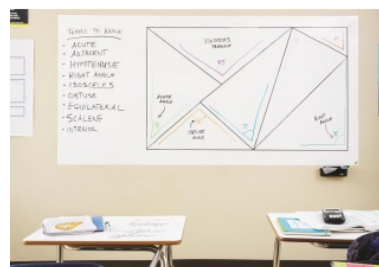 TERMS TO KNOW
- ACUTE
- ADJACENT
- HYPOTENUSE
- RIGHT ANGLE
- ISOSCELES
- OBTUSE
- EQUILATERAL
- SCALENE
- INTERIOR
ISOSCELES
TRIANGLE
ACUTE
ANGLE
OBTUSE
ANGLE
RIGHT
ANGLE